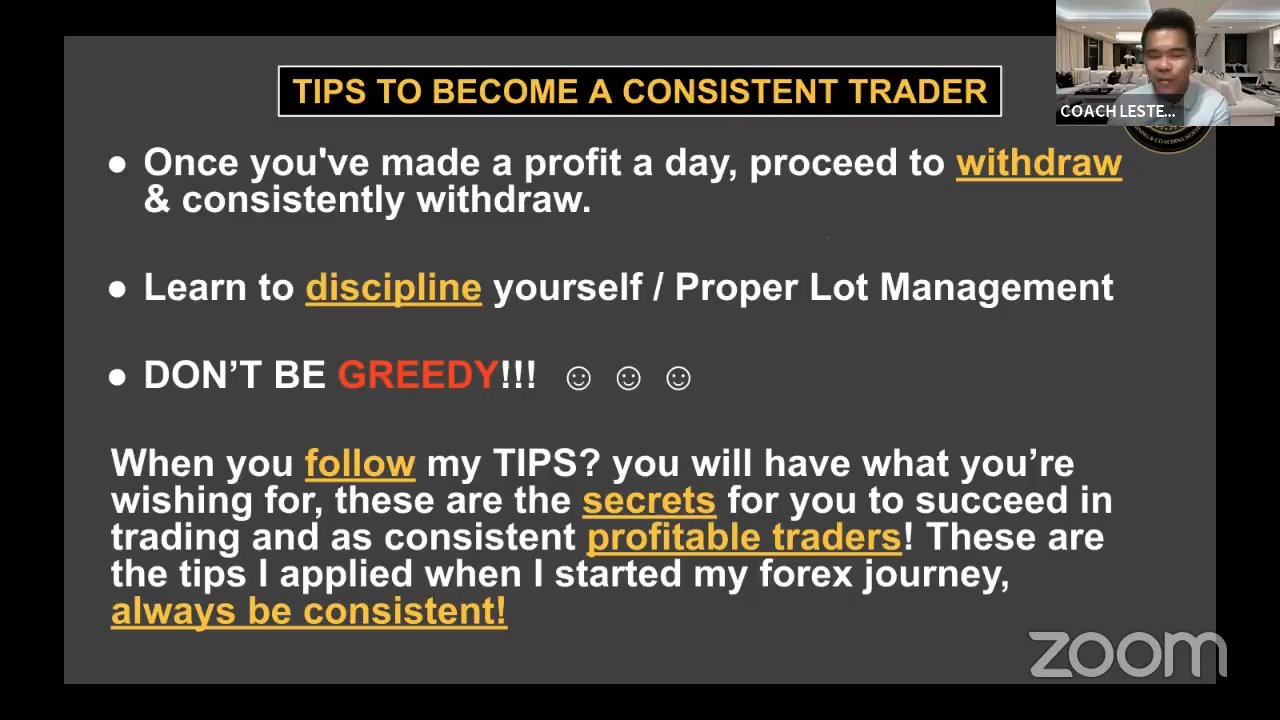 TIPS TO BECOME A CONSISTENT TRADER
COACH LESTE...
● Once you've made a profit a day, proceed to withdraw
& consistently withdraw.
● Learn to discipline yourself / Proper Lot Management
● DON’T BE GREEDY!!! ☺ ☺ ☺
When you follow my TIPS? you will have what you’re
wishing for, these are the secrets for you to succeed in
trading and as consistent profitable traders! These are
the tips I applied when I started my forex journey,
always be consistent!
zoom